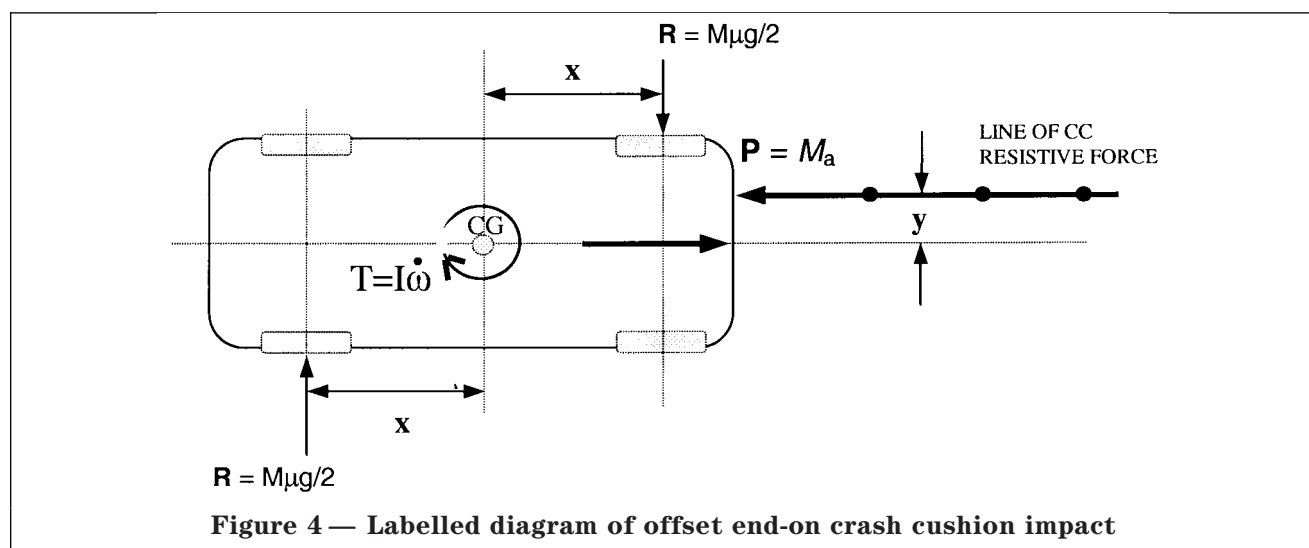 R = Mμg/2
x
LINE OF CC
RESISTIVE FORCE
P = Ma
y
CG
T=Iω̇
x
R = Mμg/2
Figure 4 — Labelled diagram of offset end-on crash cushion impact